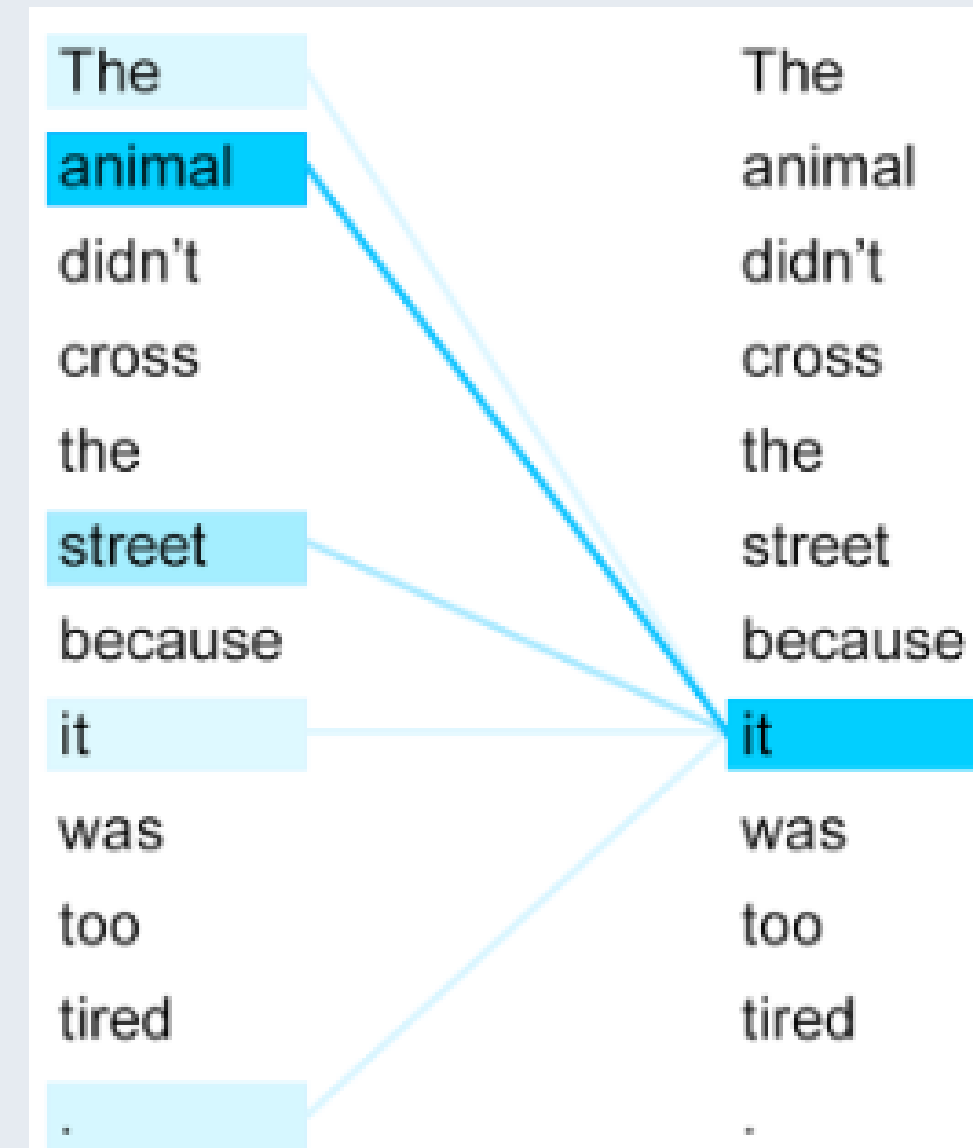 The
animal
didn't
cross
the
street
because
it
was
too
tired
.
The
animal
didn't
cross
the
street
because
it
was
too
tired
.